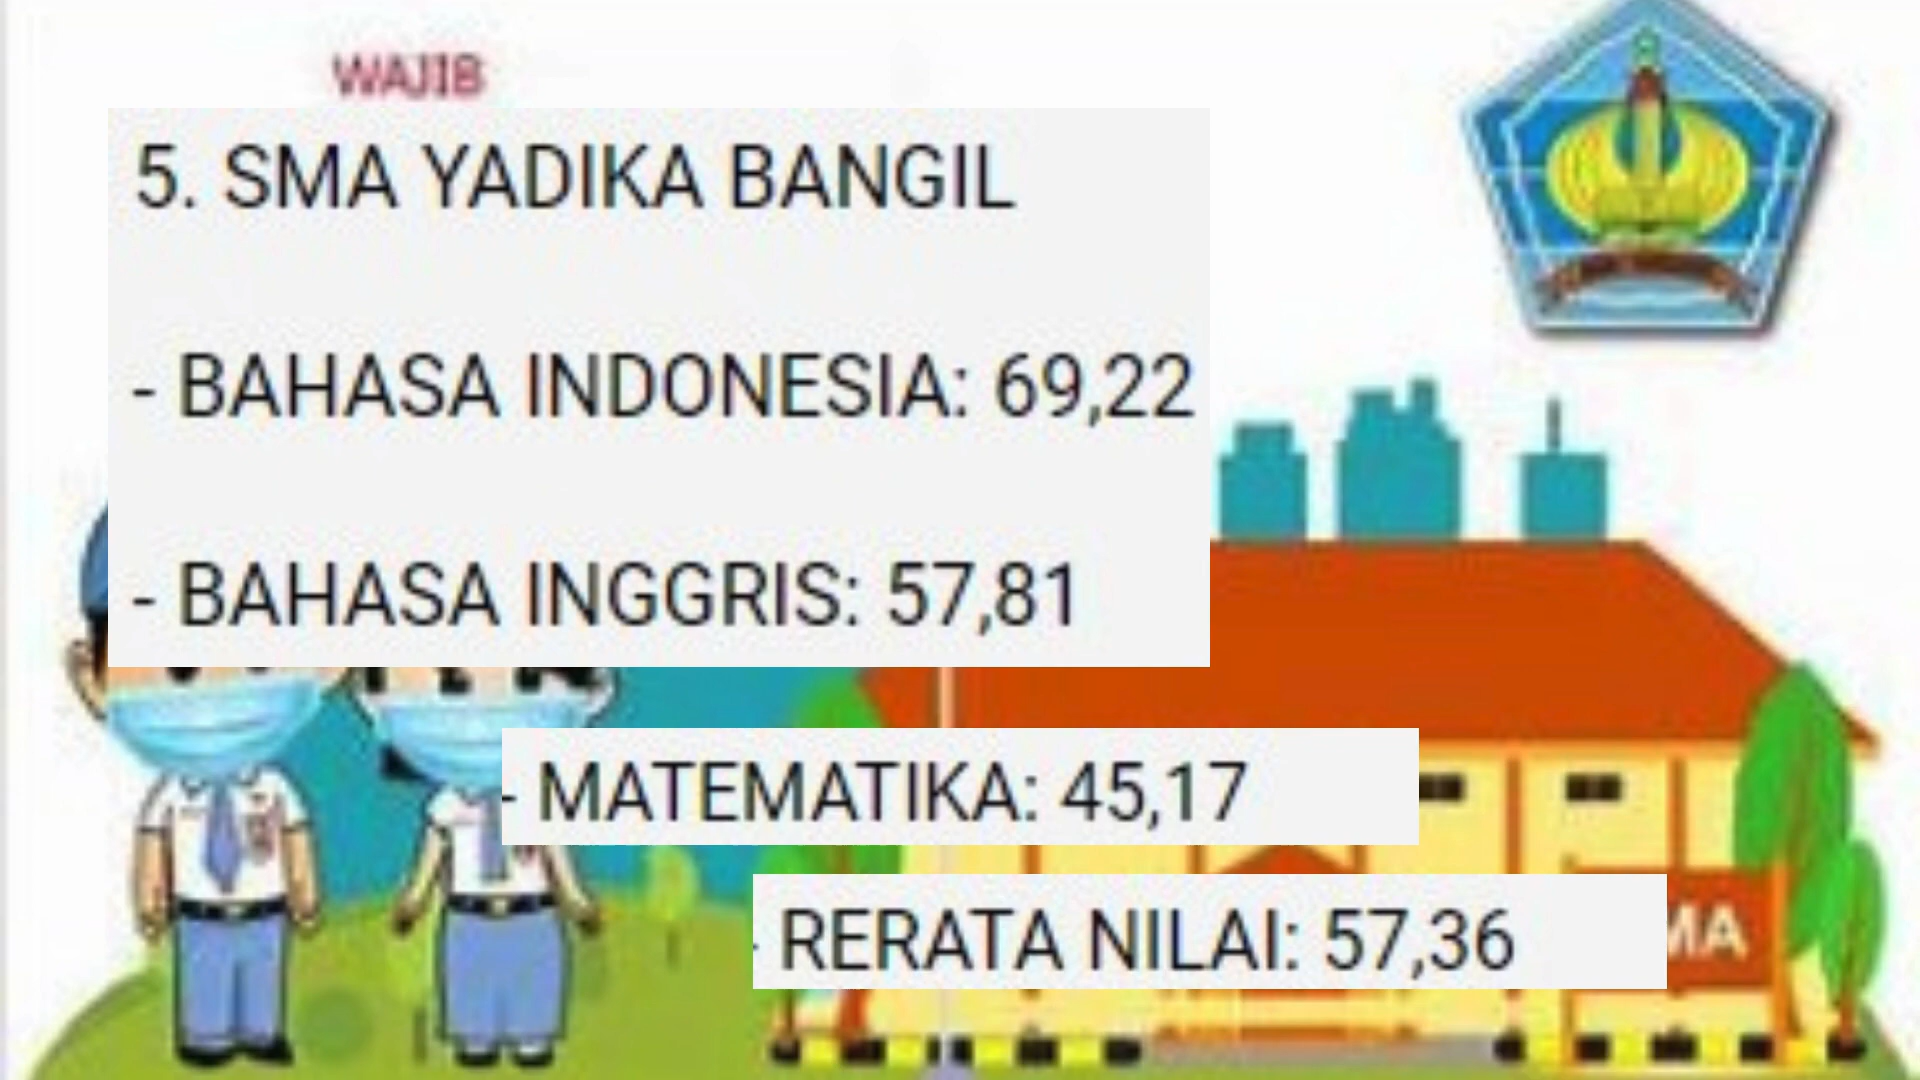 WAJIB
5. SMA YADIKA BANGIL
- BAHASA INDONESIA: 69,22
- BAHASA INGGRIS: 57,81
- MATEMATIKA: 45,17
- RERATA NILAI: 57,36
MA